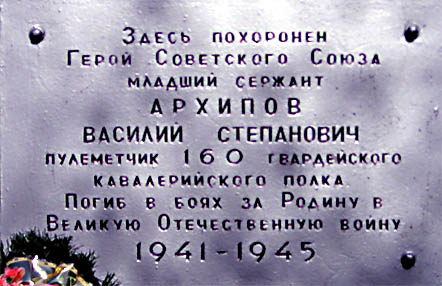 Здесь похоронен
Герой Советского Союза
младший сержант
АРХИПОВ
ВАСИЛИЙ СТЕПАНОВИЧ
пулеметчик 160 гвардейского
кавалерийского полка
Погиб в боях за Родину в
Великую Отечественную войну
1941-1945